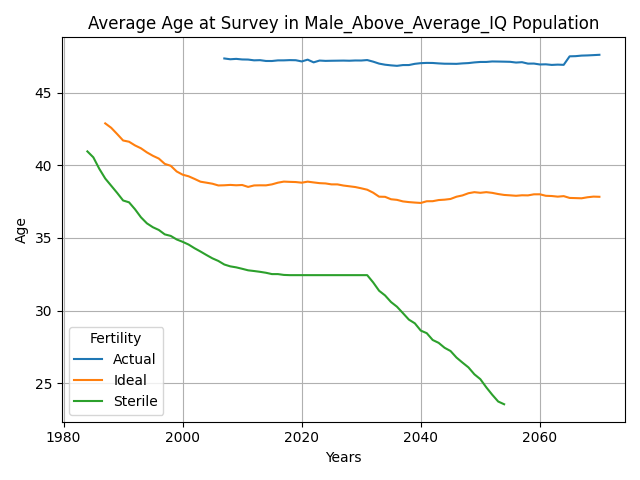 Average Age at Survey in Male_Above_Average_IQ Population
Age
45
40
35
30
25
Fertility
Actual
Ideal
Sterile
1980
2000
2020
2040
2060
Years